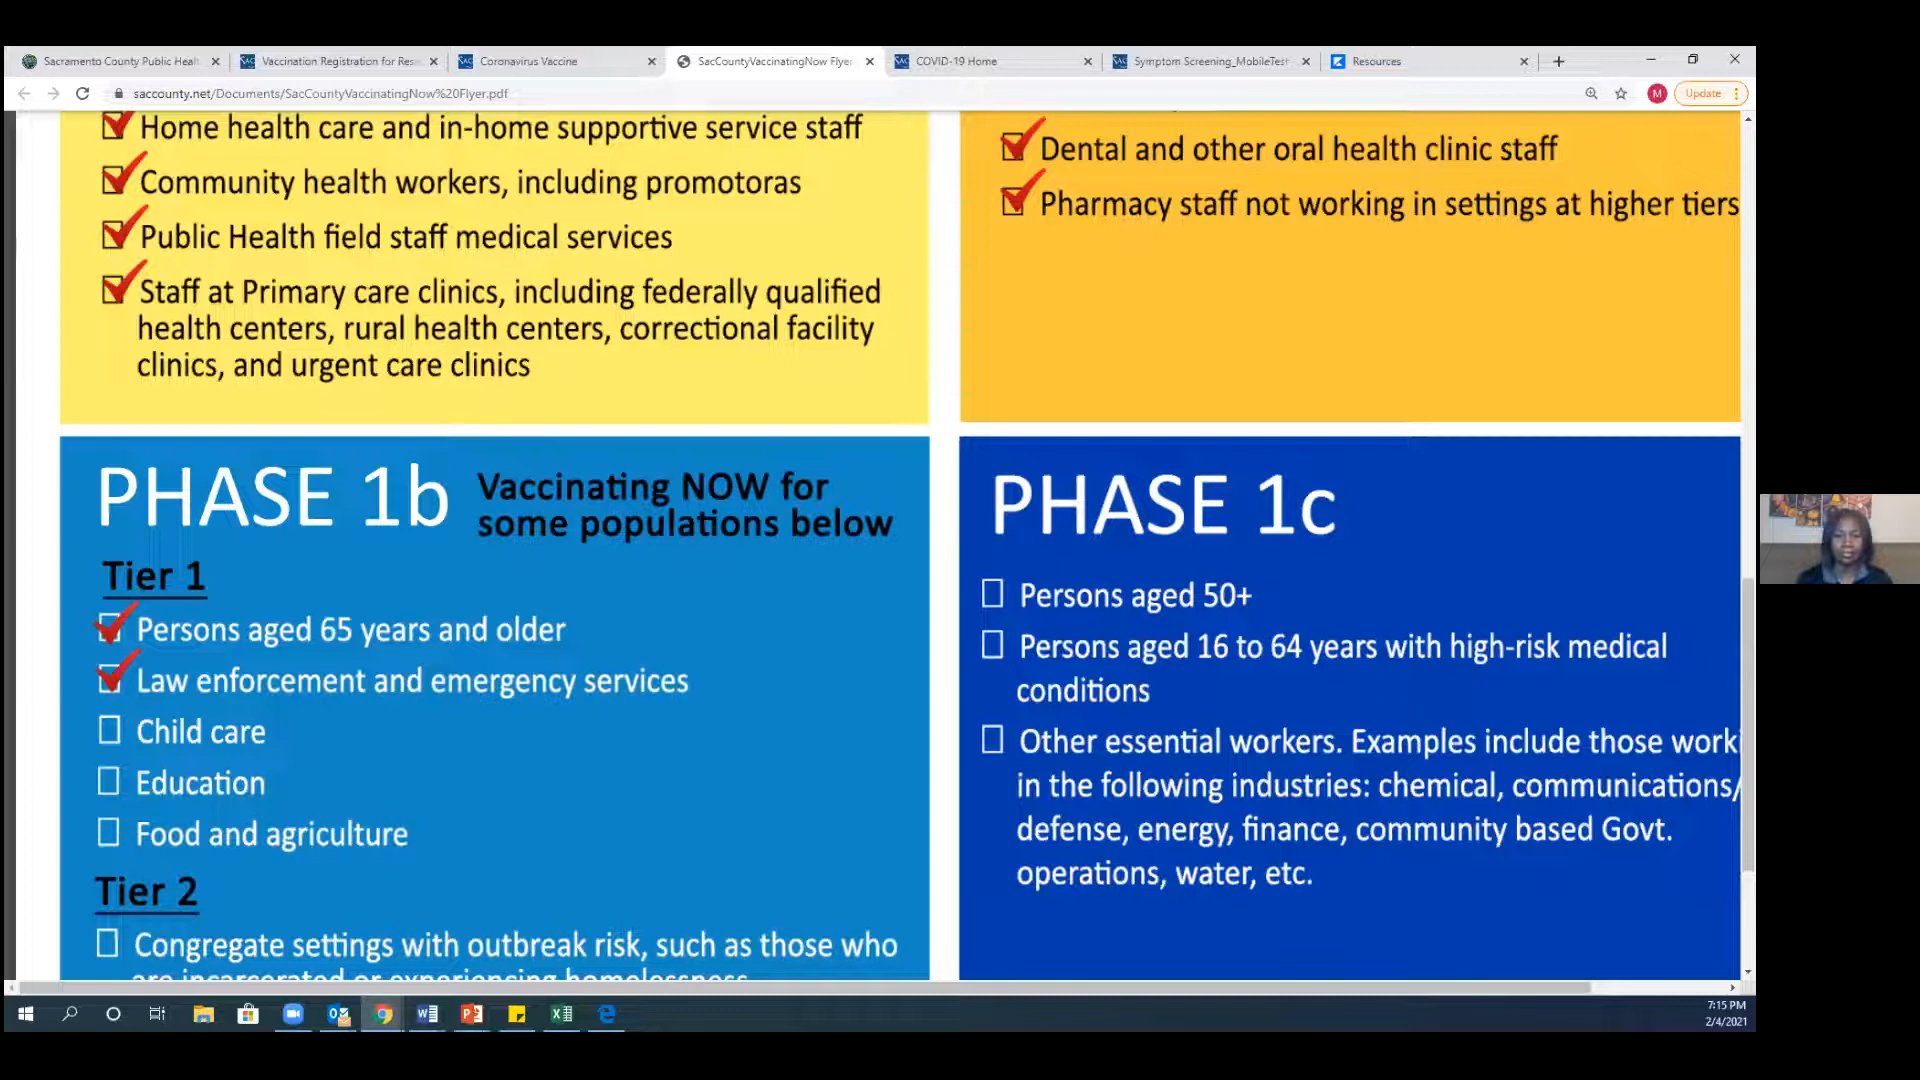 Sacramento County Public Heal
Vaccination Registration for Res
Coronavirus Vaccine
SacCountyVaccinatingNow Flye
COVID-19 Home
Symptom Screening_MobileTest
Resources
saccounty.net/Documents/SacCountyVaccinatingNow%20Flyer.pdf
M
Update
Home health care and in-home supportive service staff
Community health workers, including promotoras
Public Health field staff medical services
Staff at Primary care clinics, including federally qualified
health centers, rural health centers, correctional facility
clinics, and urgent care clinics
Dental and other oral health clinic staff
Pharmacy staff not working in settings at higher tiers
PHASE 1b
Vaccinating NOW for
some populations below
Tier 1
Persons aged 65 years and older
Law enforcement and emergency services
Child care
Education
Food and agriculture
Tier 2
Congregate settings with outbreak risk, such as those who
are incarcerated or experiencing homelessness
PHASE 1c
Persons aged 50+
Persons aged 16 to 64 years with high-risk medical
conditions
Other essential workers. Examples include those worki
in the following industries: chemical, communications/
defense, energy, finance, community based Govt.
operations, water, etc.
7:15 PM
2/4/2021